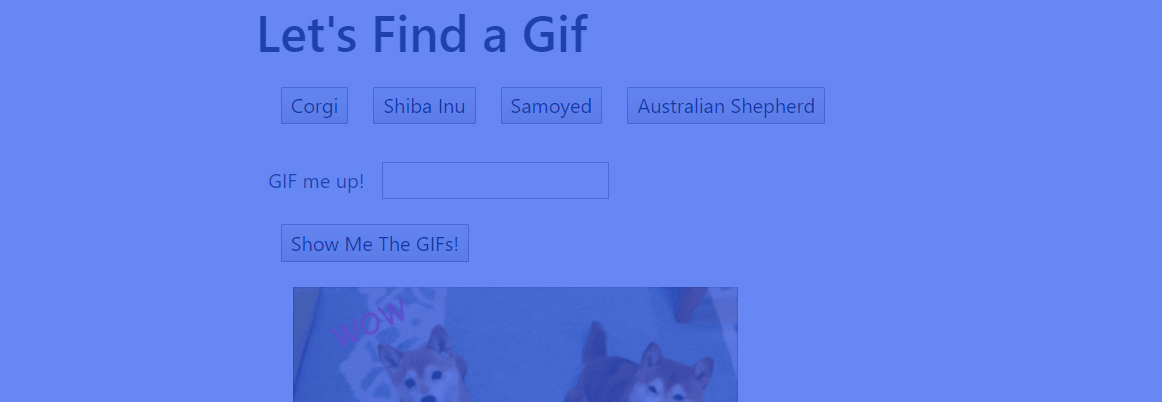 Let's Find a Gif
Corgi Shiba Inu Samoyed Australian Shepherd
GIF me up!
Show Me The GIFs!
WOW